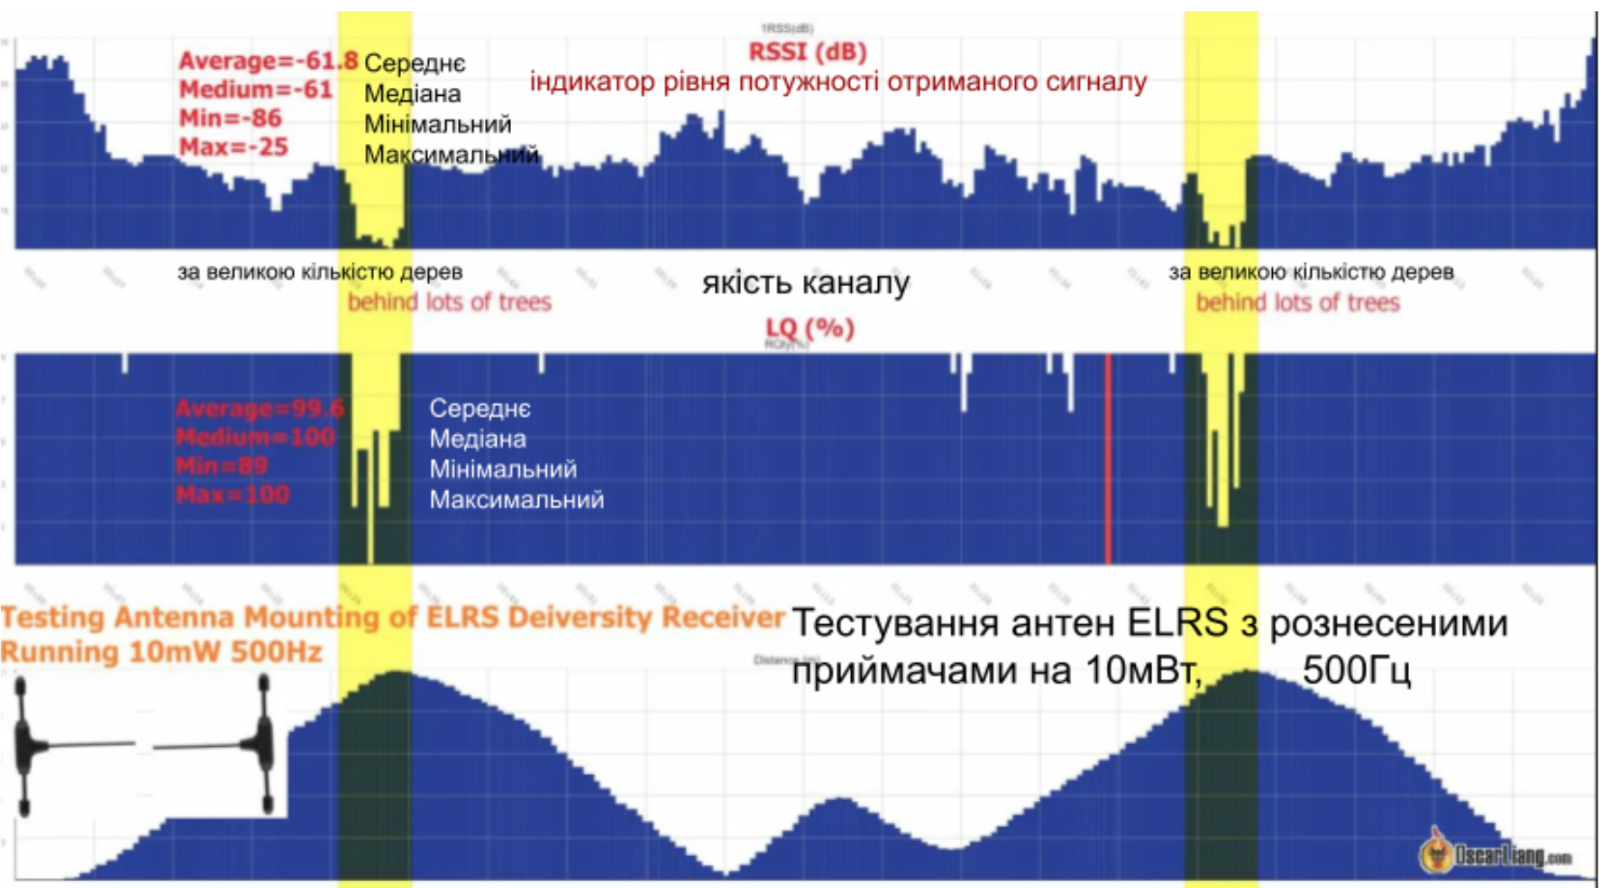 1RSS(dB)
RSSI (dB)
індикатор рівня потужності отриманого сигналу
Average=-61.8 Середнє
Medium=-61 Медіана
Min=-86 Мінімальний
Max=-25 Максимальний
за великою кількістю дерев
behind lots of trees
якість каналу
за великою кількістю дерев
behind lots of trees
LQ (%)
RQly(%)
Average=99.6 Середнє
Medium=100 Медіана
Min=89 Мінімальний
Max=100 Максимальний
Testing Antenna Mounting of ELRS Deiversity Receiver
Running 10mW 500Hz
Тестування антен ELRS з рознесеними
приймачами на 10мВт, 500Гц
OscarLiang.com